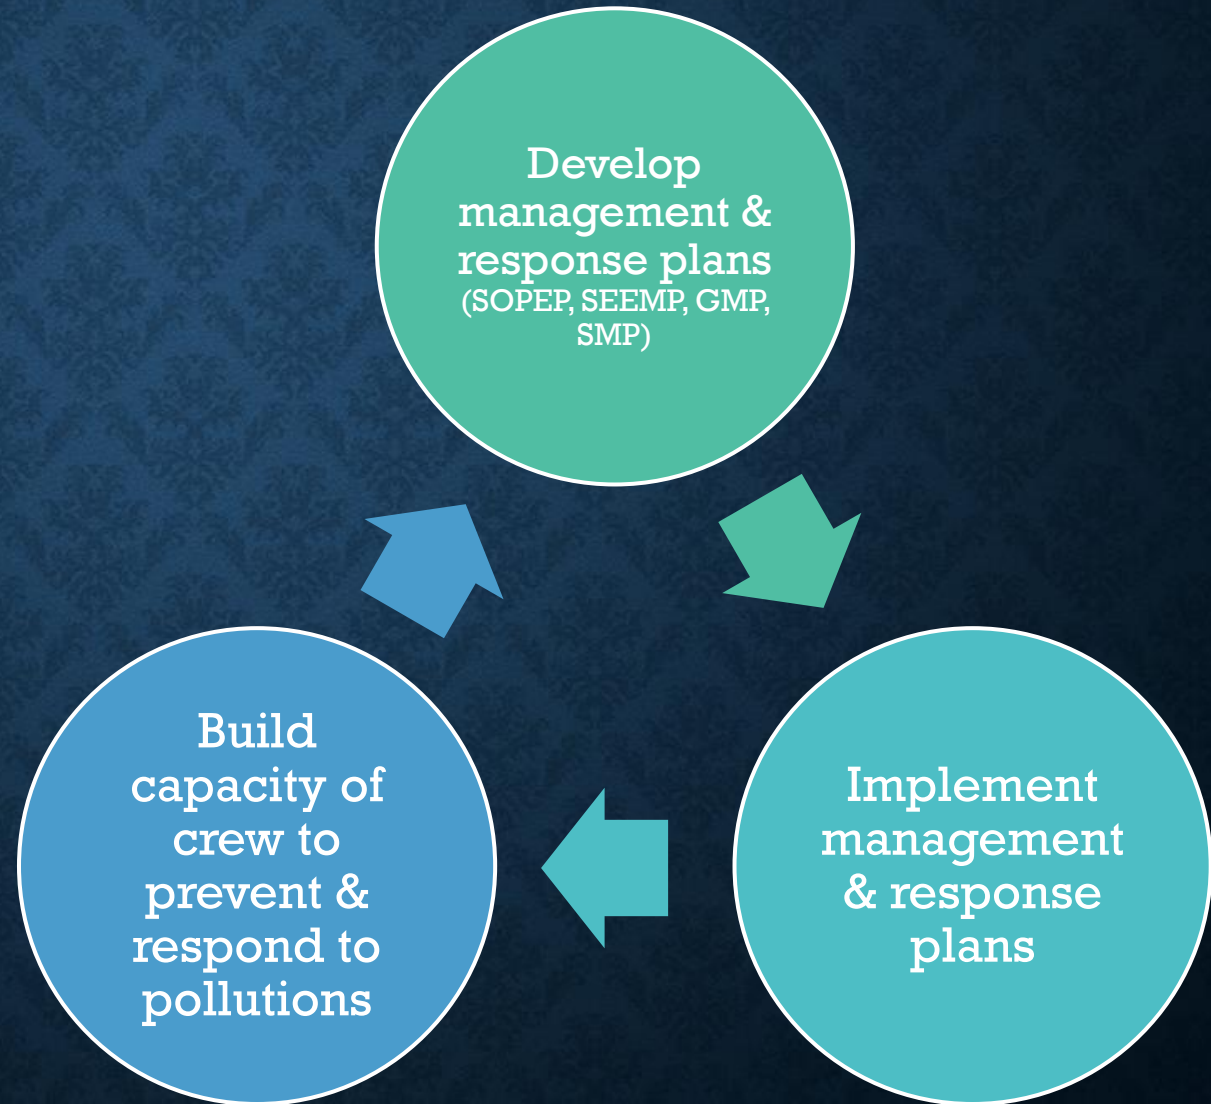 Develop
management &
response plans
(SOPEP, SEEMP, GMP,
SMP)
Implement
management
& response
plans
Build
capacity of
crew to
prevent &
respond to
pollutions